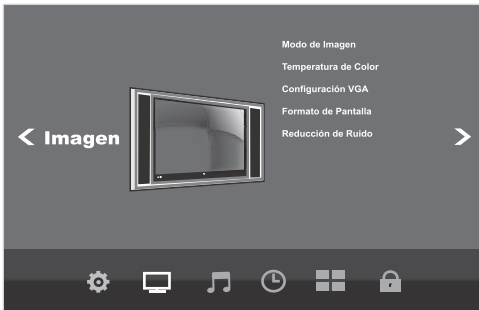 Imagen
Modo de Imagen
Temperatura de Color
Configuración VGA
Formato de Pantalla
Reducción de Ruido